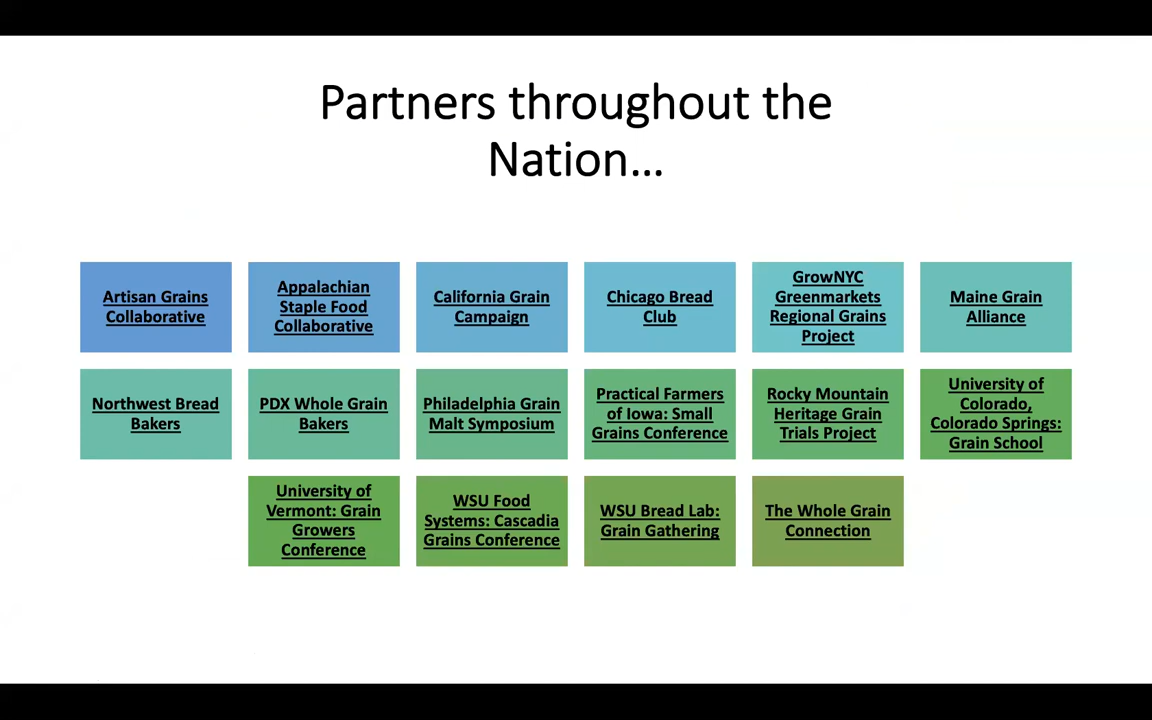 Partners throughout the
Nation...
Artisan Grains
Collaborative
Appalachian
Staple Food
Collaborative
California Grain
Campaign
Chicago Bread
Club
GrowNYC
Greenmarkets
Regional Grains
Project
Maine Grain
Alliance
Northwest Bread
Bakers
PDX Whole Grain
Bakers
Philadelphia Grain
Malt Symposium
Practical Farmers
of Iowa: Small
Grains Conference
Rocky Mountain
Heritage Grain
Trials Project
University of
Colorado,
Colorado Springs:
Grain School
University of
Vermont: Grain
Growers
Conference
WSU Food
Systems: Cascadia
Grains Conference
WSU Bread Lab:
Grain Gathering
The Whole Grain
Connection